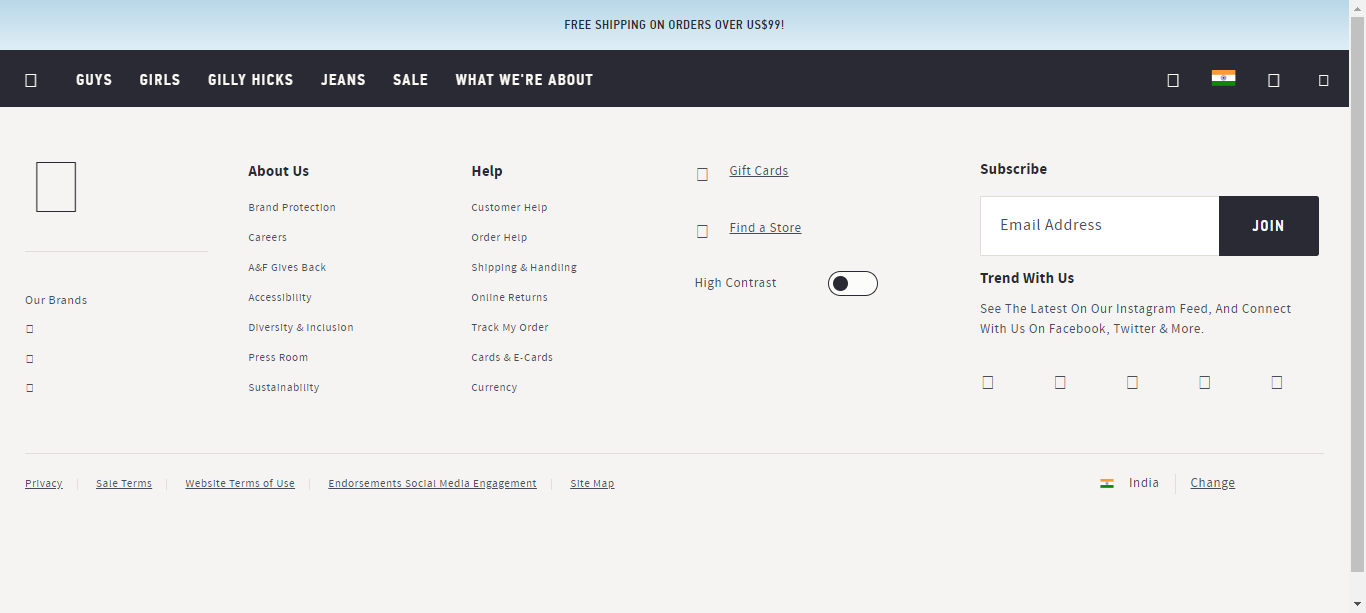 FREE SHIPPING ON ORDERS OVER US$99!
GUYS GIRLS GILLY HICKS JEANS SALE WHAT WE'RE ABOUT
Our Brands
About Us
Brand Protection
Careers
A&F Gives Back
Accessibility
Diversity & Inclusion
Press Room
Sustainability
Help
Customer Help
Order Help
Shipping & Handling
Online Returns
Track My Order
Cards & E-Cards
Currency
Gift Cards
Find a Store
High Contrast
Subscribe
Email Address JOIN
Trend With Us
See The Latest On Our Instagram Feed, And Connect
With Us On Facebook, Twitter & More.
Privacy Sale Terms Website Terms of Use Endorsements Social Media Engagement Site Map India Change